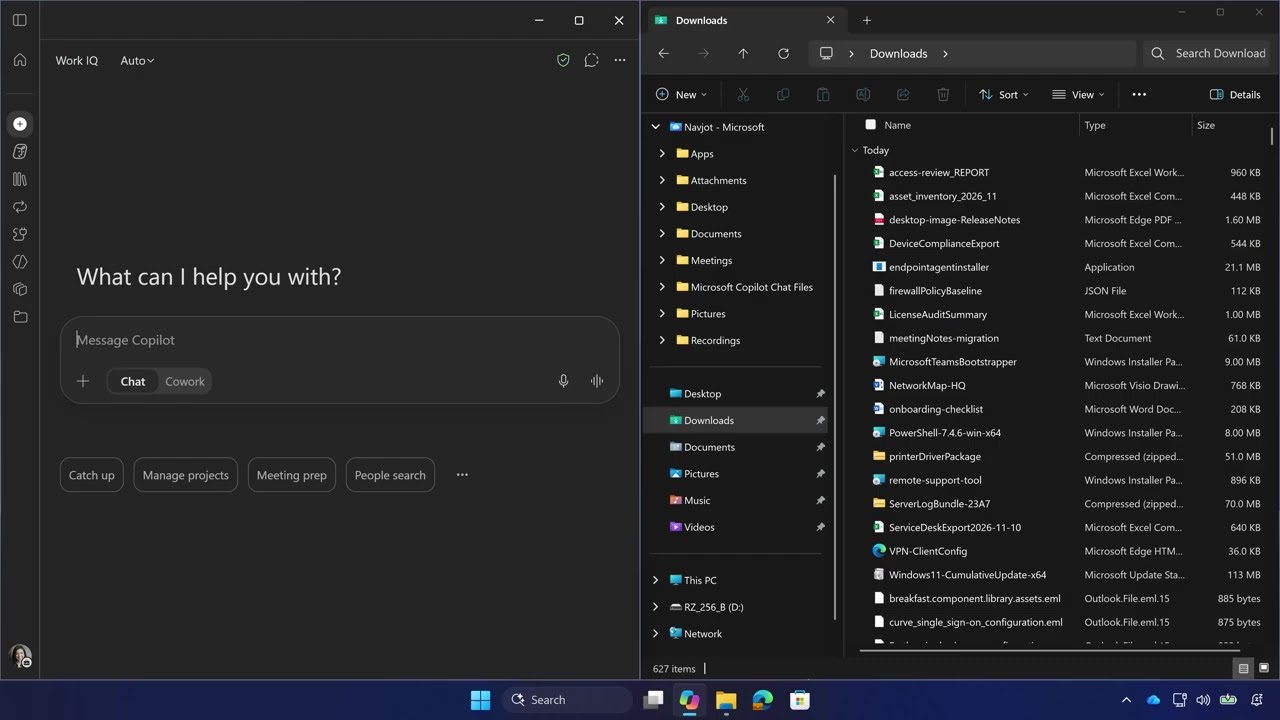 Work IQ
Auto
What can I help you with?
Message Copilot
Chat
Cowork
Catch up
Manage projects
Meeting prep
People search
Downloads
Downloads
Search Download
New
Sort
View
Details
Navjot - Microsoft
Apps
Attachments
Desktop
Documents
Meetings
Microsoft Copilot Chat Files
Pictures
Recordings
Desktop
Downloads
Documents
Pictures
Music
Videos
This PC
RZ_256_B (D:)
Network
Name Type Size
Today
access-review_REPORT Microsoft Excel Work... 960 KB
asset_inventory_2026_11 Microsoft Excel Com... 448 KB
desktop-image-ReleaseNotes Microsoft Edge PDF ... 1.60 MB
DeviceComplianceExport Microsoft Excel Com... 544 KB
endpointagentinstaller Application 21.1 MB
firewallPolicyBaseline JSON File 112 KB
LicenseAuditSummary Microsoft Excel Work... 1.00 MB
meetingNotes-migration Text Document 61.0 KB
MicrosoftTeamsBootstrapper Windows Installer Pa... 9.00 MB
NetworkMap-HQ Microsoft Visio Drawi... 768 KB
onboarding-checklist Microsoft Word Doc... 208 KB
PowerShell-7.4.6-win-x64 Windows Installer Pa... 8.00 MB
printerDriverPackage Compressed (zipped... 51.0 MB
remote-support-tool Windows Installer Pa... 896 KB
ServerLogBundle-23A7 Compressed (zipped... 70.0 MB
ServiceDeskExport2026-11-10 Microsoft Excel Com... 640 KB
VPN-ClientConfig Microsoft Edge HTM... 36.0 KB
Windows11-CumulativeUpdate-x64 Microsoft Update Sta... 113 MB
breakfast.component.library.assets.eml Outlook.File.eml.15 885 bytes
curve_single_sign-on_configuration.eml Outlook.File.eml.15 875 bytes
627 items
Search